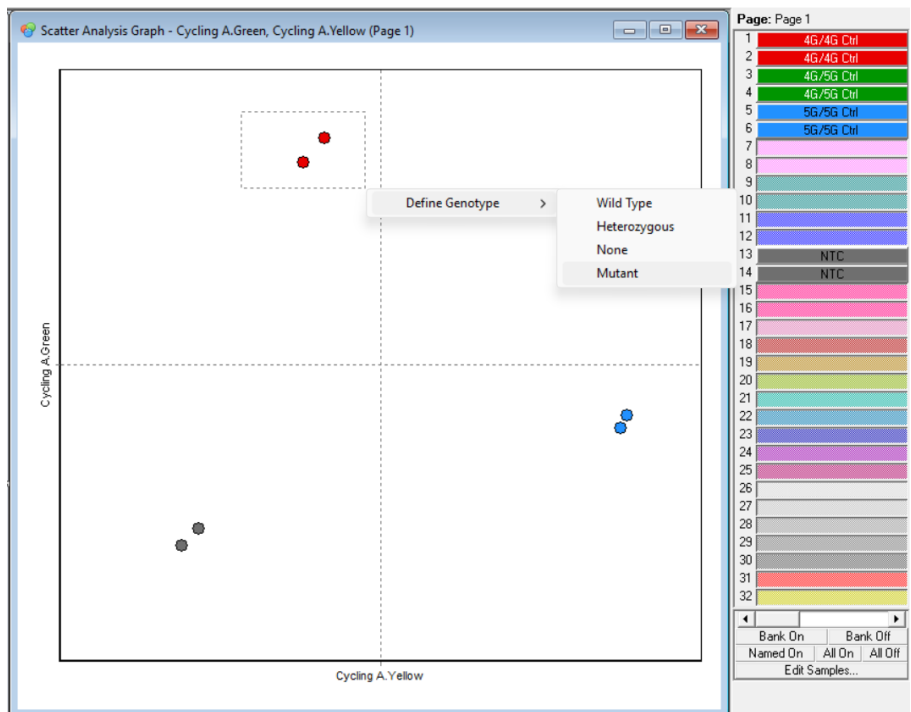 Scatter Analysis Graph - Cycling A.Green, Cycling A.Yellow (Page 1)
Define Genotype
Wild Type
Heterozygous
None
Mutant
Cycling A.Green
Cycling A.Yellow
Page: Page 1
1 4G/4G Ctrl
2 4G/4G Ctrl
3 4G/5G Ctrl
4 4G/5G Ctrl
5 5G/5G Ctrl
6 5G/5G Ctrl
7
8
9
10
11
12
13 NTC
14 NTC
15
16
17
18
19
20
21
22
23
24
25
26
27
28
29
30
31
32
Bank On Bank Off
Named On All On All Off
Edit Samples...